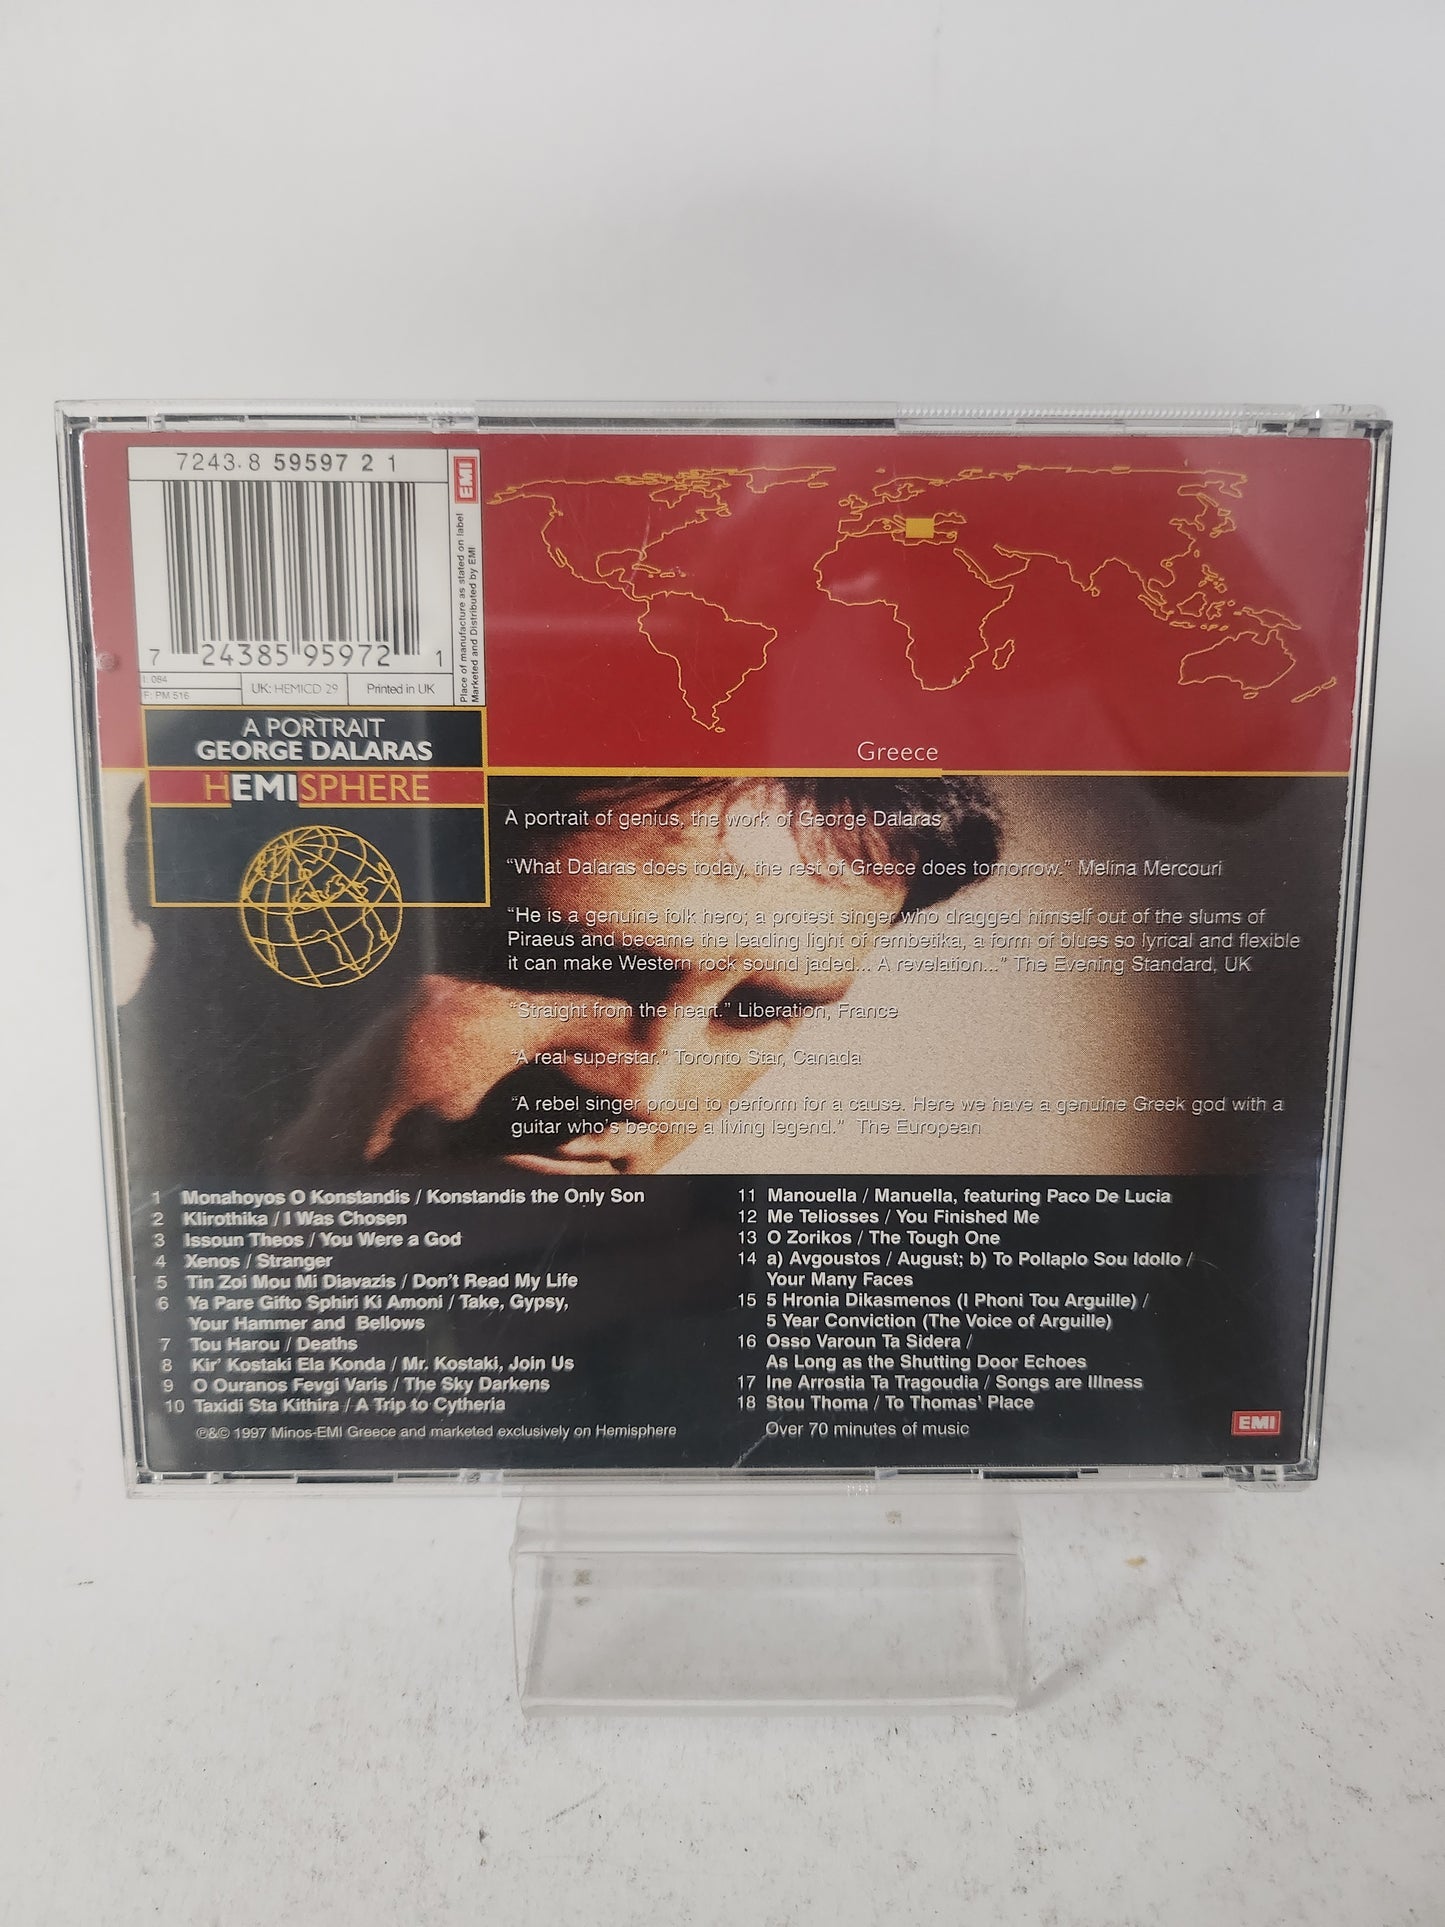 7243 · 8 59597 2 1
EMI
7 24385 95972 1
Place of manufacture as stated on label
Marketed and Distributed by EMI
I: 084
F: PM 516
UK: HEMICD 29
Printed in UK
A PORTRAIT
GEORGE DALARAS
HEMISPHERE
Greece
A portrait of genius, the work of George Dalaras
“What Dalaras does today, the rest of Greece does tomorrow.” Melina Mercouri
“He is a genuine folk hero; a protest singer who dragged himself out of the slums of
Piraeus and became the leading light of rembetika, a form of blues so lyrical and flexible
it can make Western rock sound jaded... A revelation...” The Evening Standard, UK
“Straight from the heart.” Liberation, France
“A real superstar.” Toronto Star, Canada
“A rebel singer proud to perform for a cause. Here we have a genuine Greek god with a
guitar who's become a living legend.” The European
1 Monahoyos O Konstandis / Konstandis the Only Son
2 Klirothika / I Was Chosen
3 Issoun Theos / You Were a God
4 Xenos / Stranger
5 Tin Zoi Mou Mi Diavazis / Don't Read My Life
6 Ya Pare Gifto Sphiri Ki Amoni / Take, Gypsy,
Your Hammer and Bellows
7 Tou Harou / Deaths
8 Kir' Kostaki Ela Konda / Mr. Kostaki, Join Us
9 O Ouranos Fevgi Varis / The Sky Darkens
10 Taxidi Sta Kithira / A Trip to Cytheria
℗&© 1997 Minos-EMI Greece and marketed exclusively on Hemisphere
11 Manouella / Manuella, featuring Paco De Lucia
12 Me Teliosses / You Finished Me
13 O Zorikos / The Tough One
14 a) Avgoustos / August; b) To Pollaplo Sou Idollo /
Your Many Faces
15 5 Hronia Dikasmenos (I Phoni Tou Arguille) /
5 Year Conviction (The Voice of Arguille)
16 Osso Varoun Ta Sidera /
As Long as the Shutting Door Echoes
17 Ine Arrostia Ta Tragoudia / Songs are Illness
18 Stou Thoma / To Thomas' Place
Over 70 minutes of music
EMI